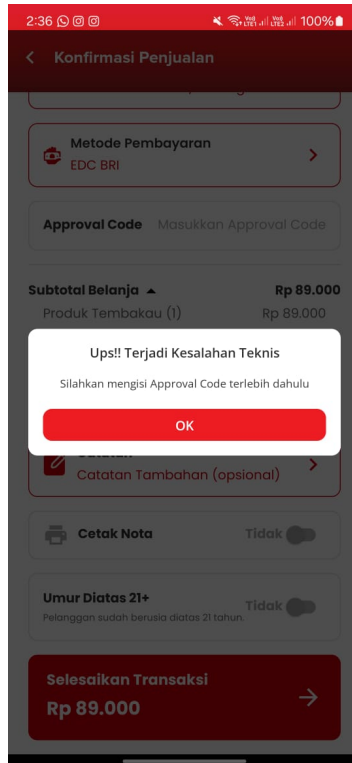 2:36
100%
Konfirmasi Penjualan
Metode Pembayaran
EDC BRI
Approval Code Masukkan Approval Code
Subtotal Belanja Rp 89.000
Produk Tembakau (1) Rp 89.000
Ups!! Terjadi Kesalahan Teknis
Silahkan mengisi Approval Code terlebih dahulu
OK
Catatan Tambahan (opsional)
Cetak Nota Tidak
Umur Diatas 21+ Tidak
Pelanggan sudah berusia diatas 21 tahun.
Selesaikan Transaksi
Rp 89.000